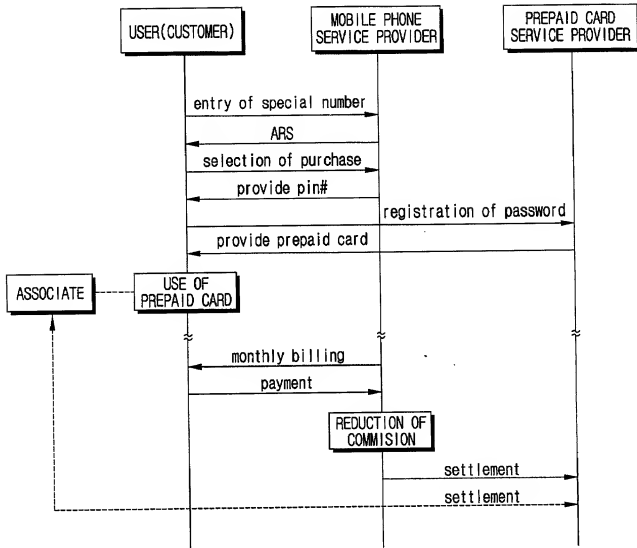 USER(CUSTOMER)
MOBILE PHONE
SERVICE PROVIDER
PREPAID CARD
SERVICE PROVIDER
entry of special number
ARS
selection of purchase
provide pin#
registration of password
provide prepaid card
ASSOCIATE
USE OF
PREPAID CARD
monthly billing
payment
REDUCTION OF
COMMISION
settlement
settlement